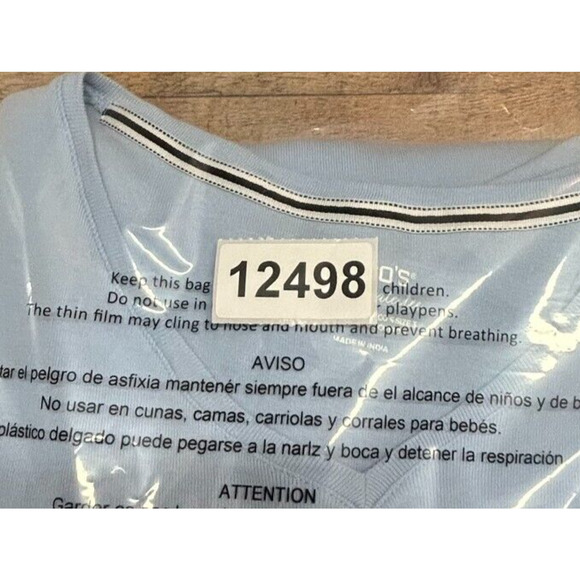 12498
O'S®
Keep this bag children.
Do not use in r playpens.
The thin film may cling to nose and mouth and prevent breathing.
MADE IN INDIA
AVISO
tar el pelgro de asfixia mantenér siempre fuera de el alcance de niños y de b
No usar en cunas, camas, carriolas y corrales para bebés.
plástico delgado puede pegarse a la narlz y boca y detener la respiración
ATTENTION